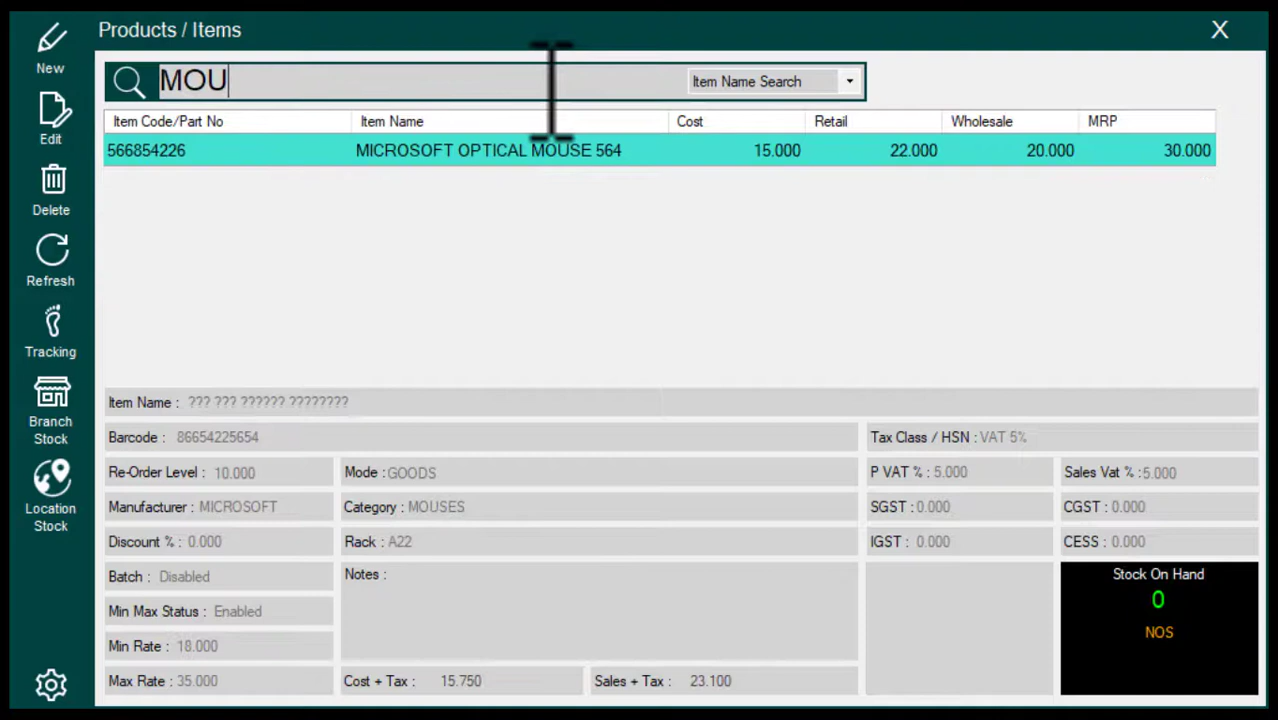 Products / Items
X
New
Edit
Delete
Refresh
Tracking
Branch
Stock
Location
Stock
MOU
Item Name Search
Item Code/Part No Item Name Cost Retail Wholesale MRP
566854226 MICROSOFT OPTICAL MOUSE 564 15.000 22.000 20.000 30.000
Item Name : ??? ??? ?????? ????????
Barcode : 86654225654
Tax Class / HSN : VAT 5%
Re-Order Level : 10.000
Mode : GOODS
P VAT % : 5.000
Sales Vat % : 5.000
Manufacturer : MICROSOFT
Category : MOUSES
SGST : 0.000
CGST : 0.000
Discount % : 0.000
Rack : A22
IGST : 0.000
CESS : 0.000
Batch : Disabled
Notes :
Stock On Hand
0
NOS
Min Max Status : Enabled
Min Rate : 18.000
Max Rate : 35.000
Cost + Tax : 15.750
Sales + Tax : 23.100